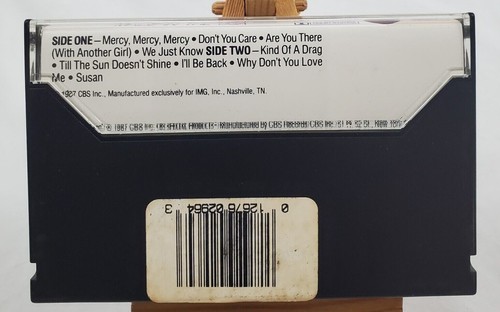 SIDE ONE – Mercy, Mercy, Mercy • Don't You Care • Are You There
(With Another Girl) • We Just Know SIDE TWO – Kind Of A Drag
• Till The Sun Doesn't Shine • I'll Be Back • Why Don't You Love
Me • Susan
1987 CBS Inc., Manufactured exclusively for IMG, Inc., Nashville, TN.
0 12676 02964 3